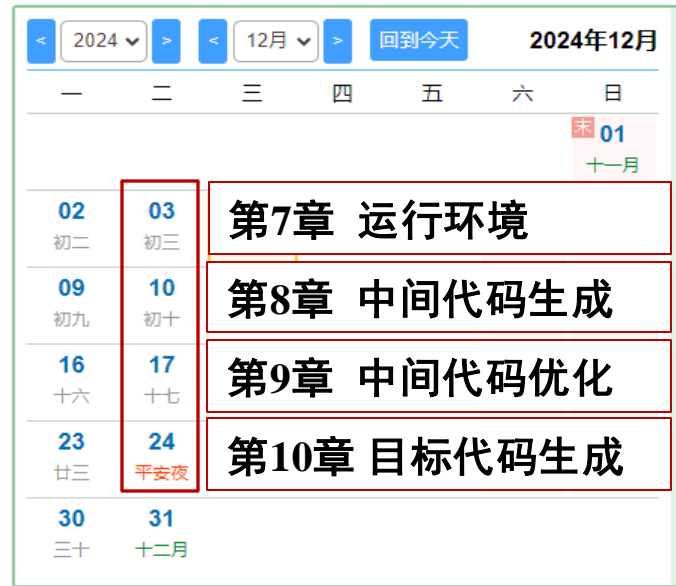 < 2024 > < 12月 > 回到今天 2024年12月
一 二 三 四 五 六 日
末 01
十一月
02 03 第7章 运行环境
初二 初三
09 10 第8章 中间代码生成
初九 初十
16 17 第9章 中间代码优化
十六 十七
23 24 第10章 目标代码生成
廿三 平安夜
30 31
三十 十二月